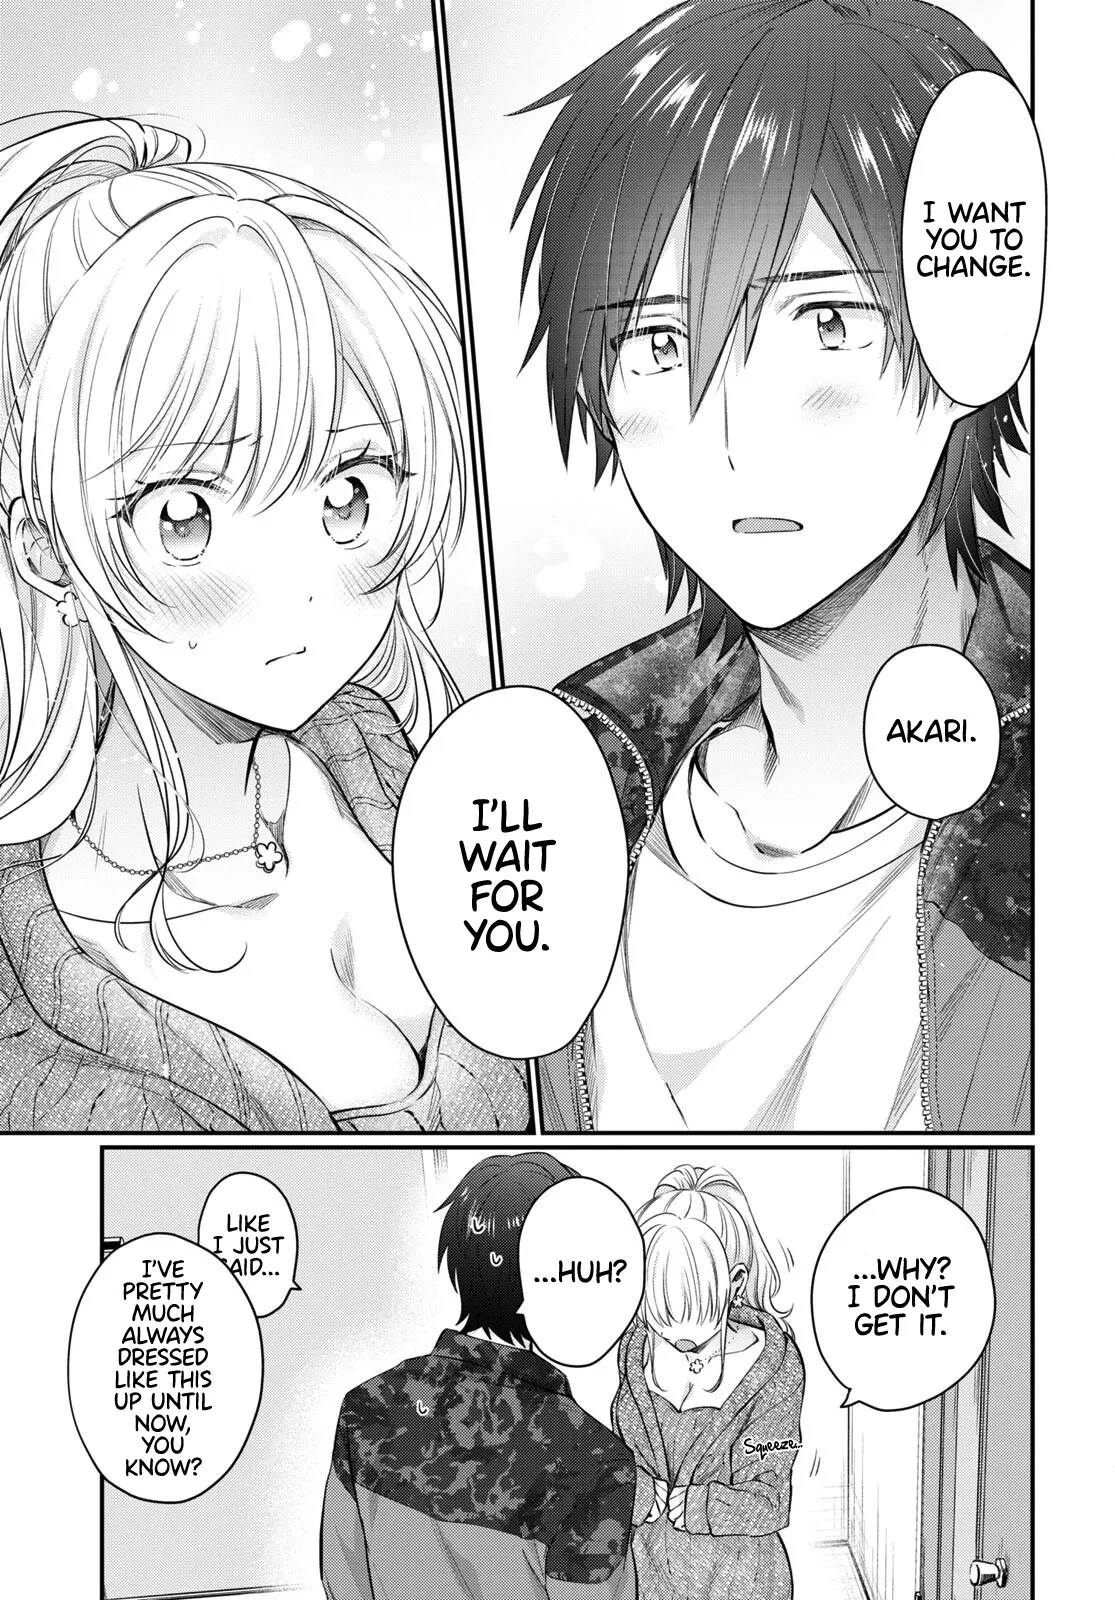 I WANT
YOU TO
CHANGE.
AKARI.
I'LL
WAIT
FOR
YOU.
...WHY?
I DON'T
GET IT.
Squeeze...
...HUH?
LIKE
I JUST
SAID...
I'VE
PRETTY
MUCH
ALWAYS
DRESSED
LIKE THIS
UP UNTIL
NOW,
YOU
KNOW?